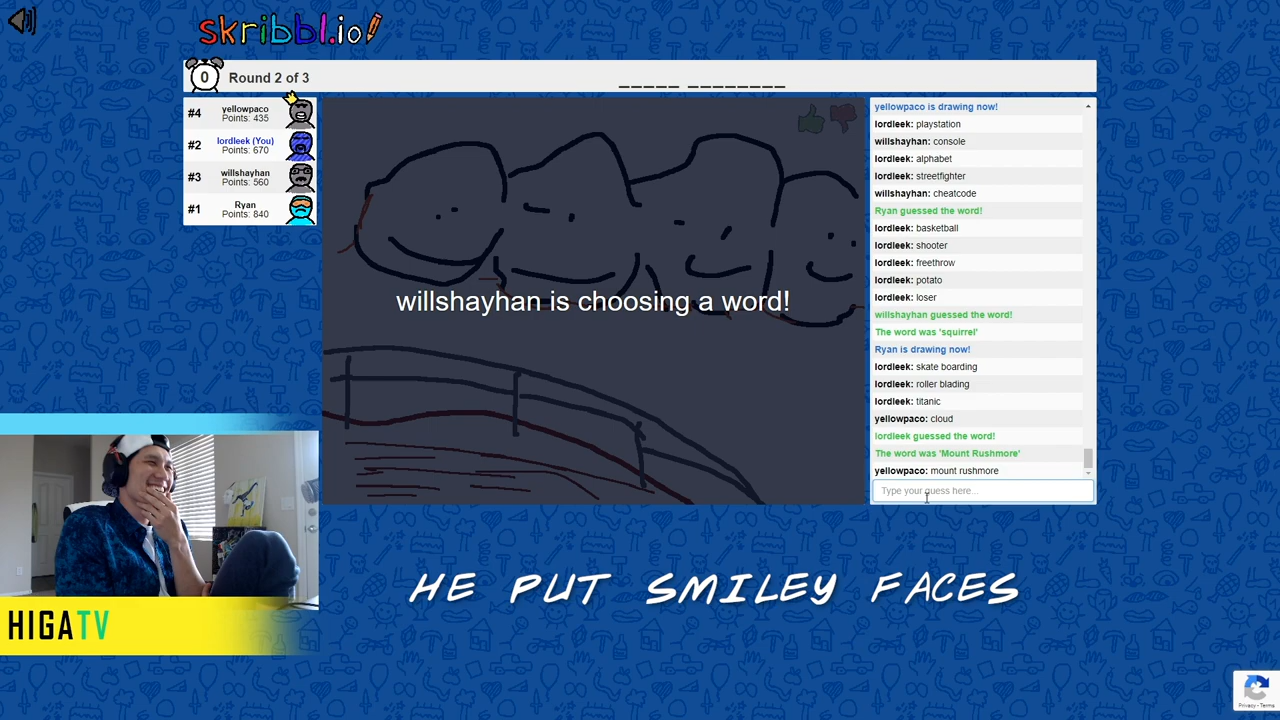 skribbl.io
0
Round 2 of 3
_____ ________
#4
yellowpaco
Points: 435
#2
lordleek (You)
Points: 670
#3
willshayhan
Points: 560
#1
Ryan
Points: 840
willshayhan is choosing a word!
yellowpaco is drawing now!
lordleek: playstation
willshayhan: console
lordleek: alphabet
lordleek: streetfighter
willshayhan: cheatcode
Ryan guessed the word!
lordleek: basketball
lordleek: shooter
lordleek: freethrow
lordleek: potato
lordleek: loser
willshayhan guessed the word!
The word was 'squirrel'
Ryan is drawing now!
lordleek: skate boarding
lordleek: roller blading
lordleek: titanic
yellowpaco: cloud
lordleek guessed the word!
The word was 'Mount Rushmore'
yellowpaco: mount rushmore
Type your guess here...
HE PUT SMILEY FACES
HIGATV
Privacy - Terms